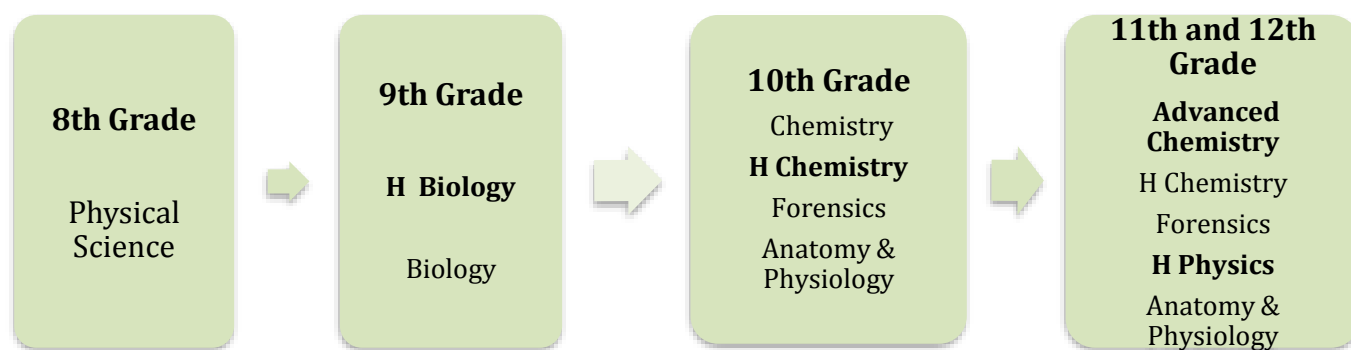 8th Grade
Physical
Science
9th Grade
H Biology
Biology
10th Grade
Chemistry
H Chemistry
Forensics
Anatomy &
Physiology
11th and 12th
Grade
Advanced
Chemistry
H Chemistry
Forensics
H Physics
Anatomy &
Physiology